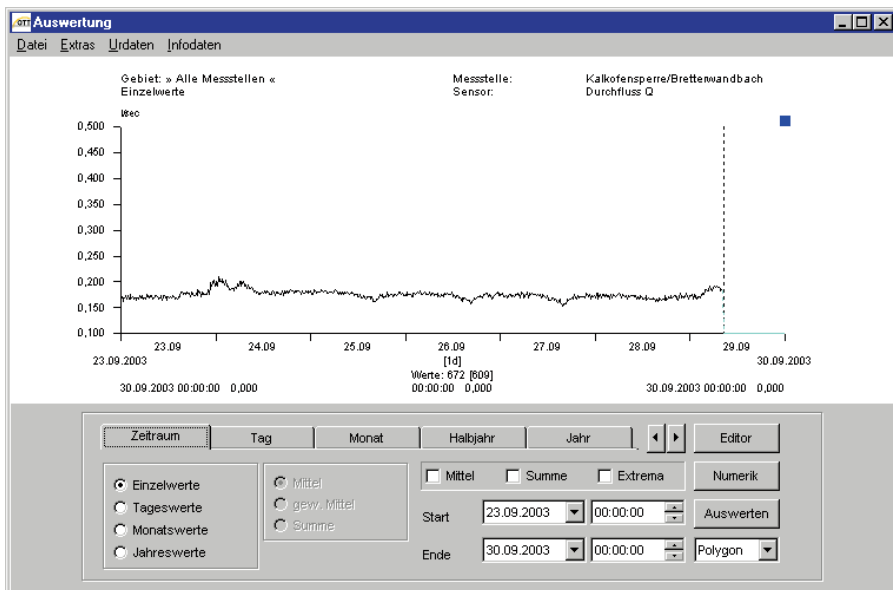 OTT Auswertung
Datei Extras Urdaten Infodaten
Gebiet: » Alle Messstellen « Messstelle: Kalkofensperre/Bretterwandbach
Einzelwerte Sensor: Durchfluss Q
l/sec
0,500
0,450
0,400
0,350
0,300
0,250
0,200
0,150
0,100
23.09 24.09 25.09 26.09 27.09 28.09 29.09
23.09.2003 [1d] 30.09.2003
Werte: 672 [609]
30.09.2003 00:00:00 0,000 00:00:00 0,000 30.09.2003 00:00:00 0,000
Zeitraum Tag Monat Halbjahr Jahr Editor
Einzelwerte Mittel Mittel Summe Extrema Numerik
Tageswerte gew. Mittel Start 23.09.2003 00:00:00 Auswerten
Monatswerte Summe
Jahreswerte Ende 30.09.2003 00:00:00 Polygon